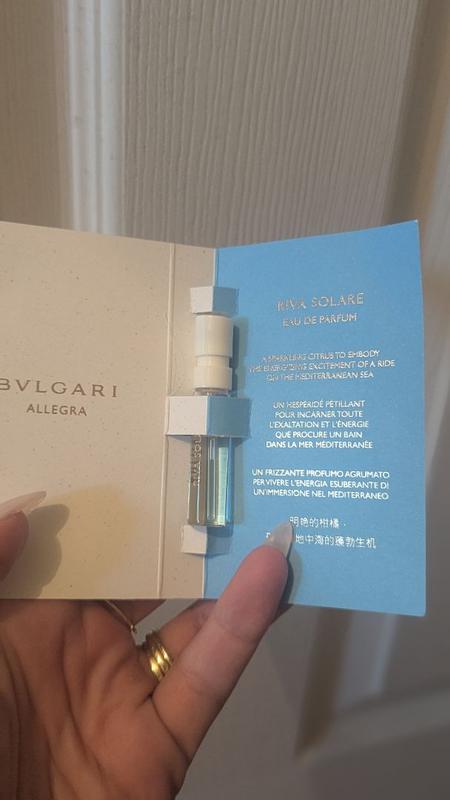 BVLGARI
ALLEGRA
RIVA SOLARE
EAU DE PARFUM
A SPARKLING CITRUS TO EMBODY
THE ENERGIZING EXCITEMENT OF A RIDE
ON THE MEDITERRANEAN SEA
UN HESPÉRIDÉ PÉTILLANT
POUR INCARNER TOUTE
L'EXALTATION ET L'ÉNERGIE
QUE PROCURE UN BAIN
DANS LA MER MÉDITERRANÉE
UN FRIZZANTE PROFUMO AGRUMATO
PER VIVERE L'ENERGIA ESUBERANTE DI
UN'IMMERSIONE NEL MEDITERRANEO
明艳的柑橘，
地中海的蓬勃生机
RIVA SOL